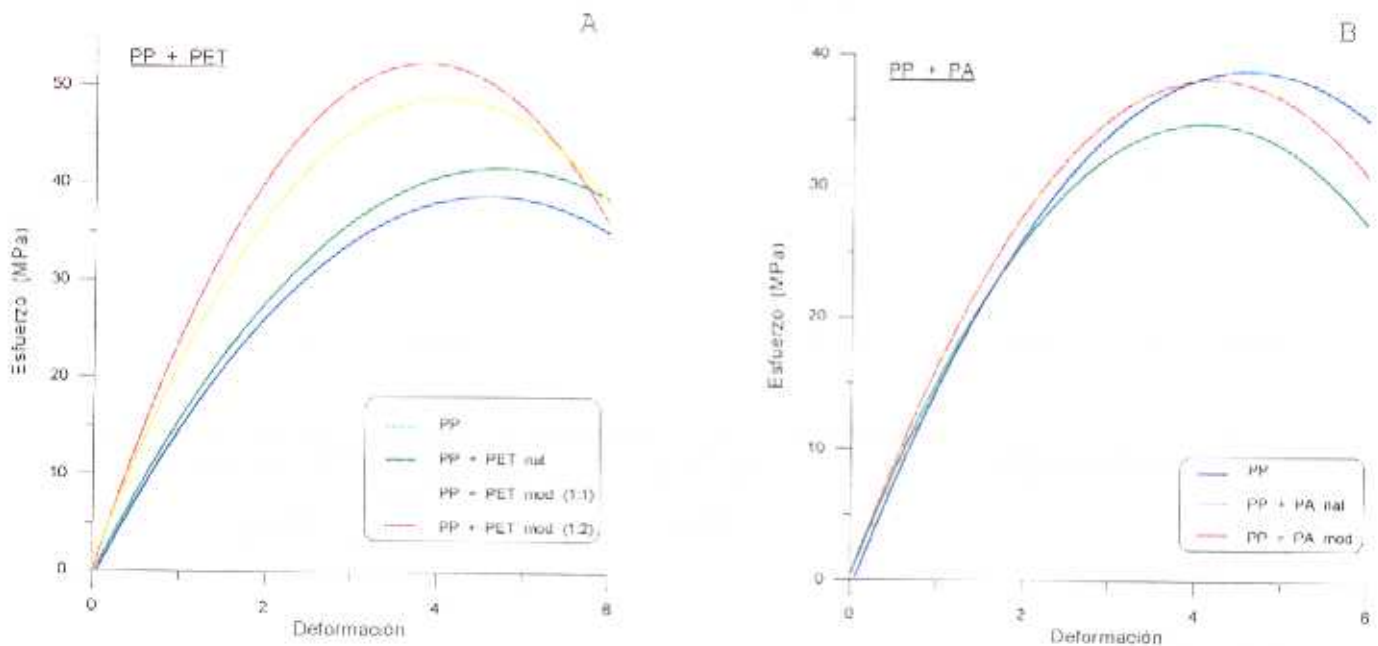 A
PP + PET
50
40
30
20
10
0
Esfuerzo (MPa)
PP
PP + PET nat
PP + PET mod (1:1)
PP + PET mod (1:2)
0
2
4
6
Deformación
B
PP + PA
40
30
20
10
0
Esfuerzo (MPa)
PP
PP + PA nat
PP + PA mod
0
2
4
6
Deformación